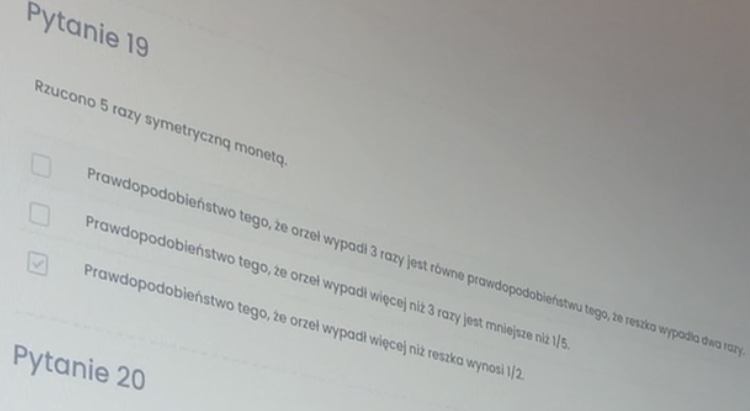 Pytanie 19
Rzucono 5 razy symetryczną monetą.
Prawdopodobieństwo tego, że orzeł wypadł 3 razy jest równe prawdopodobieństwu tego, że reszka wypadła dwa razy.
Prawdopodobieństwo tego, że orzeł wypadł więcej niż 3 razy jest mniejsze niż 1/5.
Prawdopodobieństwo tego, że orzeł wypadł więcej niż reszka wynosi 1/2.
Pytanie 20